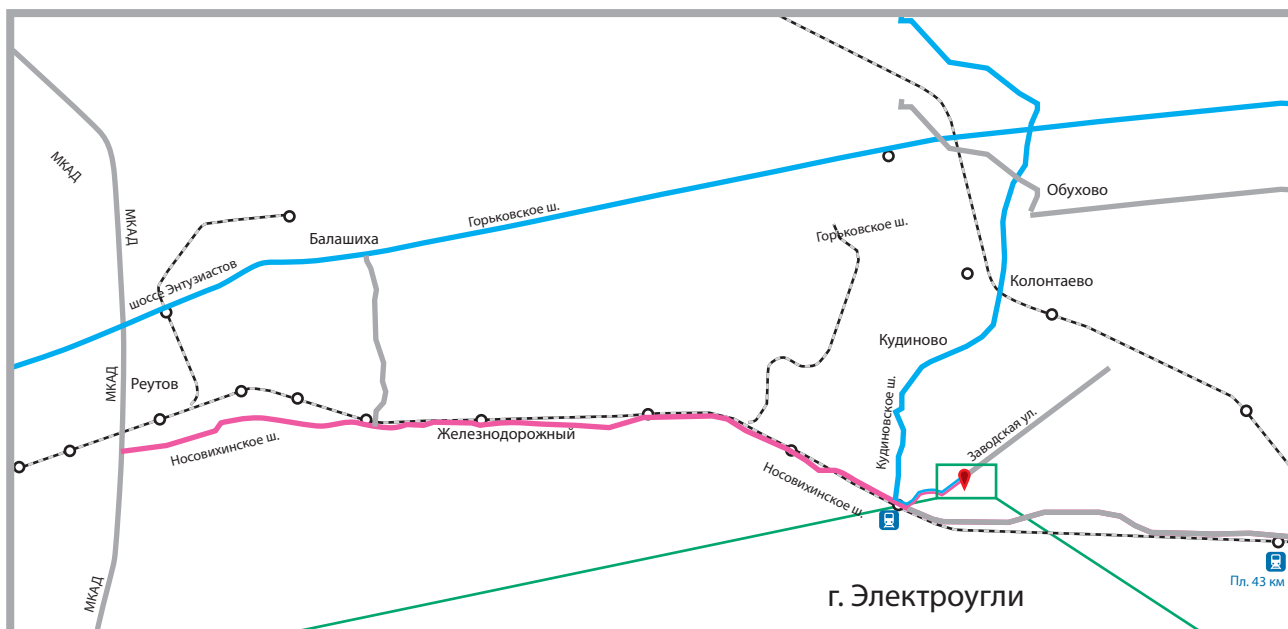 МКАД
МКАД
Обухово
Горьковское ш.
Горьковское ш.
Балашиха
шоссе Энтузиастов
Колонтаево
Кудиново
МКАД
Реутов
Кудиновское ш.
Заводская ул.
Носовихинское ш.
Железнодорожный
Носовихинское ш.
МКАД
Пл. 43 км
г. Электроугли